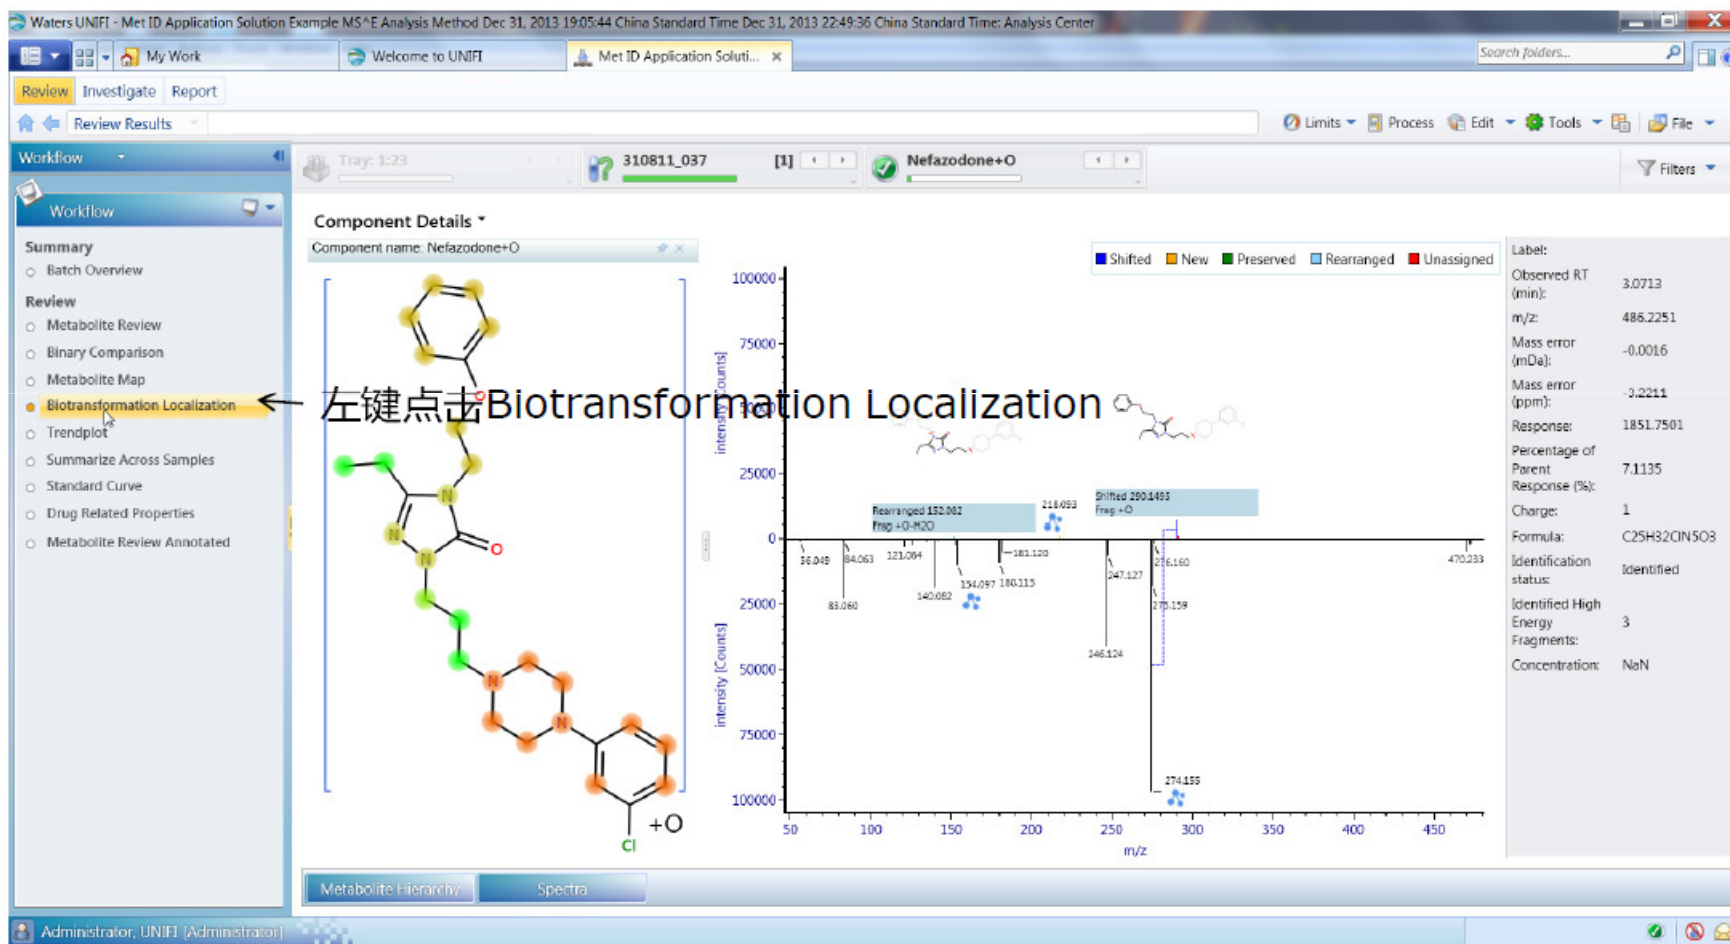 Waters UNIFI - Met ID Application Solution Example MS^E Analysis Method Dec 31, 2013 19:05:44 China Standard Time Dec 31, 2013 22:49:36 China Standard Time: Analysis Center
My Work
Welcome to UNIFI
Met ID Application Soluti...
Search folders...
Review Investigate Report
Review Results
Limits Process Edit Tools File
Workflow
Tray: 1:23
310811_037 [1]
Nefazodone+O
Filters
Workflow
Summary
Batch Overview
Review
Metabolite Review
Binary Comparison
Metabolite Map
Biotransformation Localization
Trendplot
Summarize Across Samples
Standard Curve
Drug Related Properties
Metabolite Review Annotated
Component Details
Component name: Nefazodone+O
左键点击Biotransformation Localization
O
N
N
N
O
N
N
Cl
+O
Shifted New Preserved Rearranged Unassigned
100000
75000
50000
25000
0
25000
50000
75000
100000
intensity [Counts]
intensity [Counts]
Rearranged 152.082
Frag +O-H2O
218.093
Shifted 290.1495
Frag +O
56.049
84.063
83.060
121.064
140.082
154.097
180.115
181.120
247.127
246.124
276.160
275.159
274.155
470.233
50 100 150 200 250 300 350 400 450
m/z
Label:
Observed RT (min): 3.0713
m/z: 486.2251
Mass error (mDa): -0.0016
Mass error (ppm): -3.2211
Response: 1851.7501
Percentage of Parent Response (%): 7.1135
Charge: 1
Formula: C25H32ClN5O3
Identification status: Identified
Identified High Energy Fragments: 3
Concentration: NaN
Metabolite Hierarchy
Spectra
Administrator, UNIFI [Administrator]